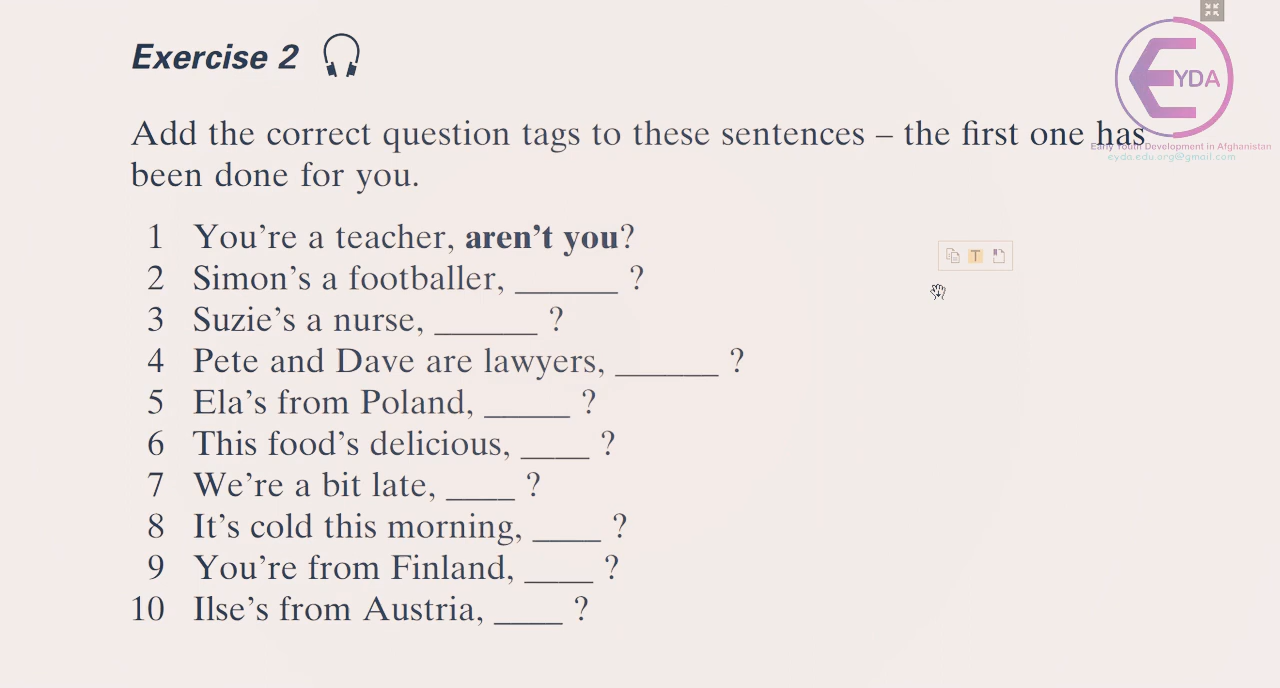 Exercise 2
EYDA
Add the correct question tags to these sentences – the first one has
Early Youth Development in Afghanistan
eyda.edu.org@gmail.com
been done for you.
1 You’re a teacher, aren’t you?
2 Simon’s a footballer, ______ ?
3 Suzie’s a nurse, ______ ?
4 Pete and Dave are lawyers, ______ ?
5 Ela’s from Poland, _____ ?
6 This food’s delicious, ____ ?
7 We’re a bit late, ____ ?
8 It’s cold this morning, ____ ?
9 You’re from Finland, ____ ?
10 Ilse’s from Austria, ____ ?
T